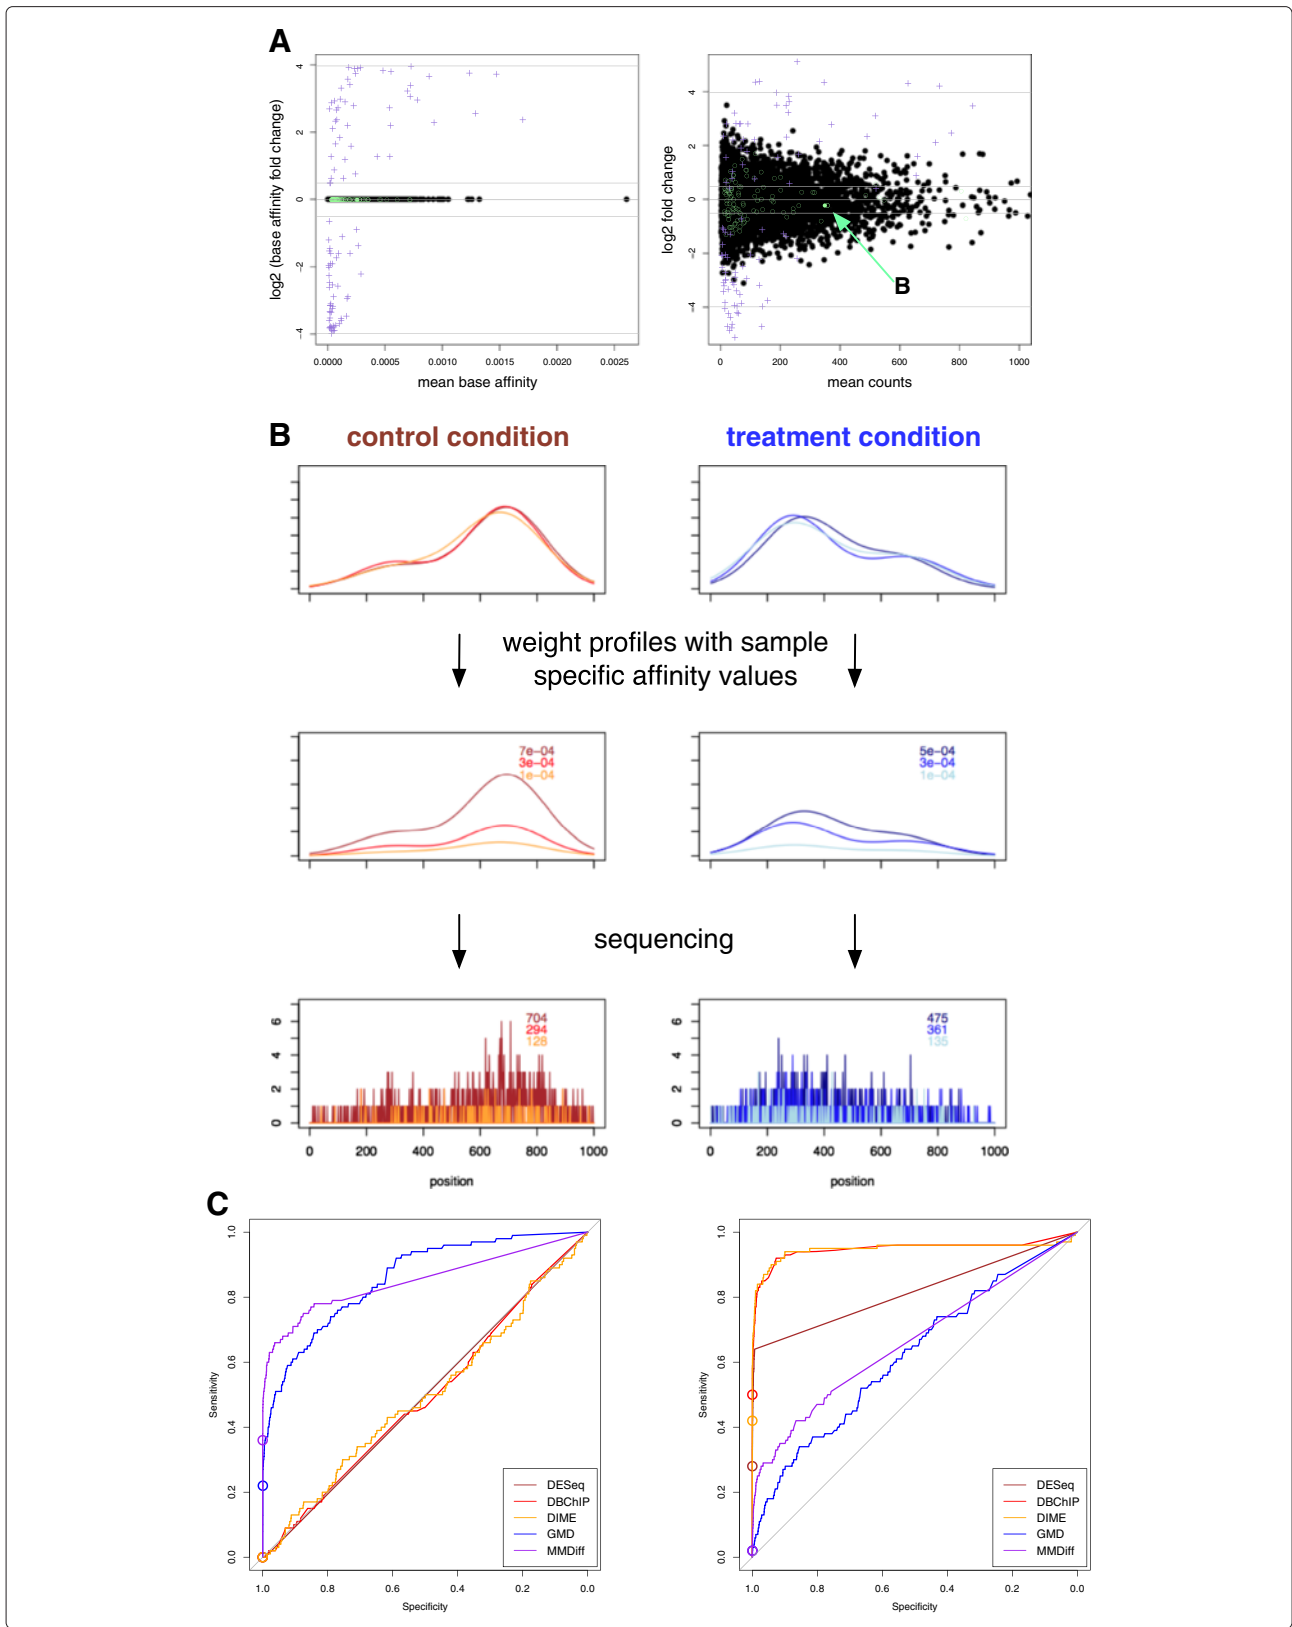 A
log2 (base affinity fold change)
4
2
0
−2
−4
0.0000 0.0005 0.0010 0.0015 0.0020 0.0025
mean base affinity
log2 fold change
4
2
0
−2
−4
B
0 200 400 600 800 1000
mean counts
B
control condition
treatment condition
weight profiles with sample
specific affinity values
7e−04
3e−04
1e−04
5e−04
3e−04
1e−04
sequencing
704
294
128
6
4
2
0
0 200 400 600 800 1000
position
475
361
135
6
4
2
0
0 200 400 600 800 1000
position
C
Sensitivity
1.0
0.8
0.6
0.4
0.2
0.0
DESeq
DBChIP
DIME
GMD
MMDiff
1.0 0.8 0.6 0.4 0.2 0.0
Specificity
Sensitivity
1.0
0.8
0.6
0.4
0.2
0.0
DESeq
DBChIP
DIME
GMD
MMDiff
1.0 0.8 0.6 0.4 0.2 0.0
Specificity